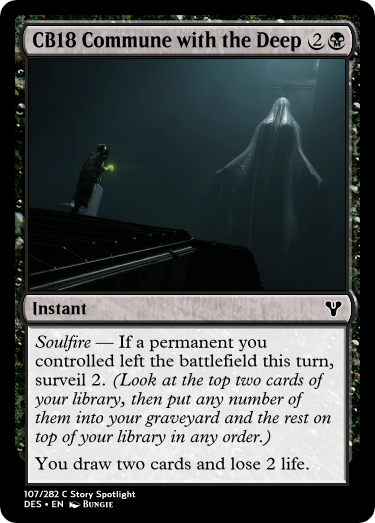 CB18 Commune with the Deep 2
Instant
Soulfire — If a permanent you
controlled left the battlefield this turn,
surveil 2. (Look at the top two cards of
your library, then put any number of
them into your graveyard and the rest on
top of your library in any order.)
You draw two cards and lose 2 life.
107/282 C Story Spotlight
DES • EN BUNGIE